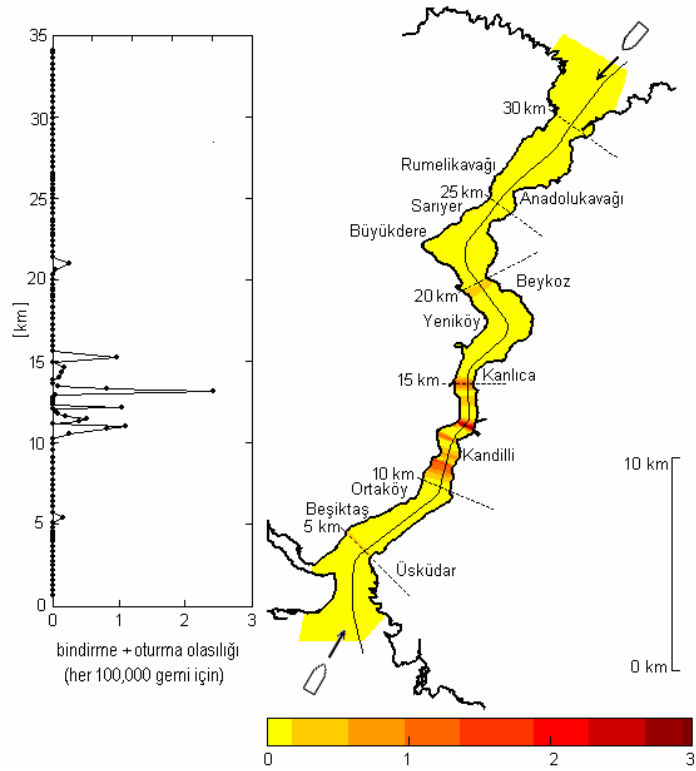 35
30
25
20
15
10
5
0
[km]
0
1
2
3
bindirme + oturma olasılığı
(her 100,000 gemi için)
30 km
Rumelikavağı
25 km
Anadolukavağı
Sarıyer
Büyükdere
Beykoz
20 km
Yeniköy
15 km
Kanlıca
Kandilli
10 km
Ortaköy
Beşiktaş
5 km
Üsküdar
10 km
0 km
0
1
2
3